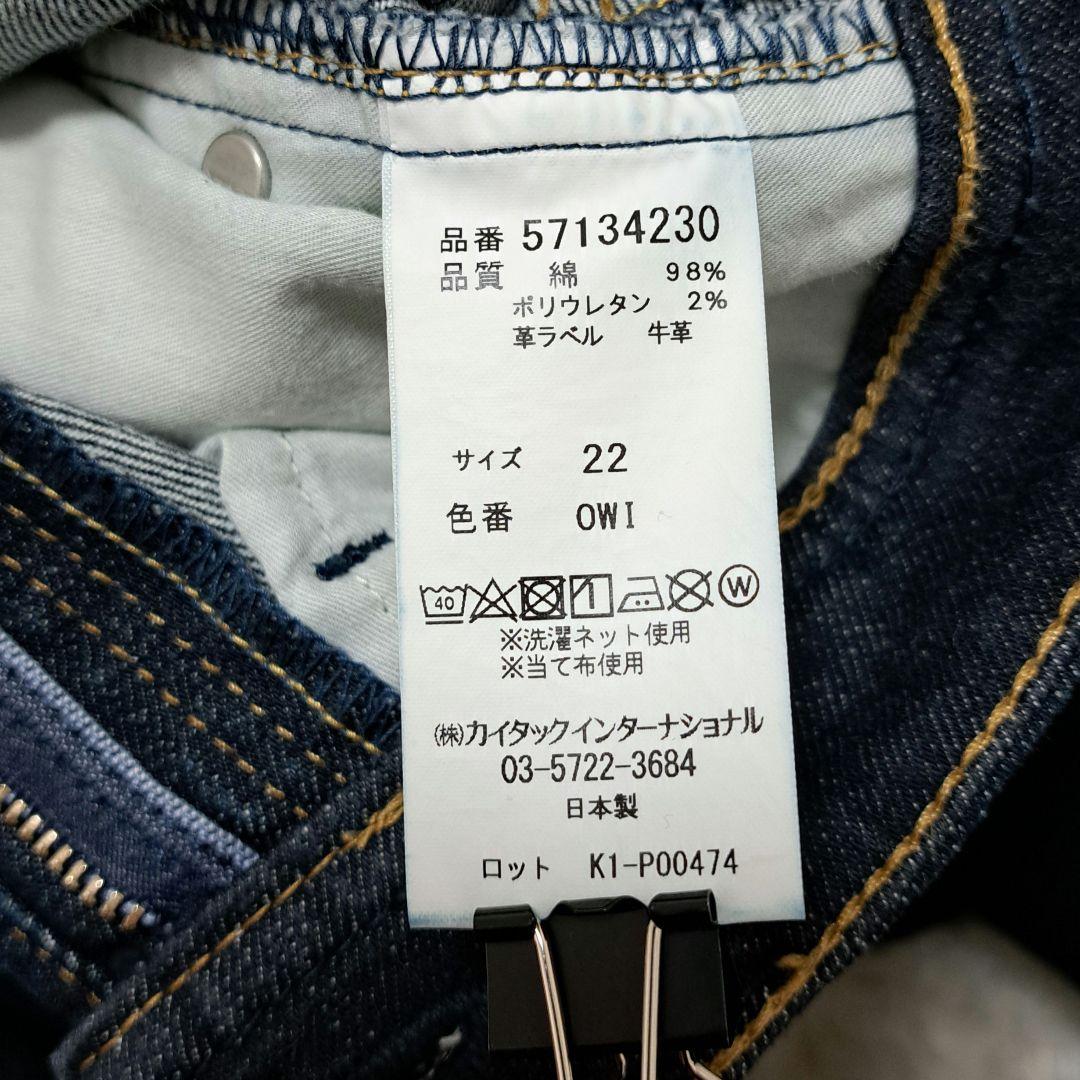 品番 57134230
品質 綿 98%
ポリウレタン 2%
革ラベル 牛革
サイズ 22
色番 OWI
40 W
※洗濯ネット使用
※当て布使用
(株)カイタックインターナショナル
03-5722-3684
日本製
ロット K1-P00474